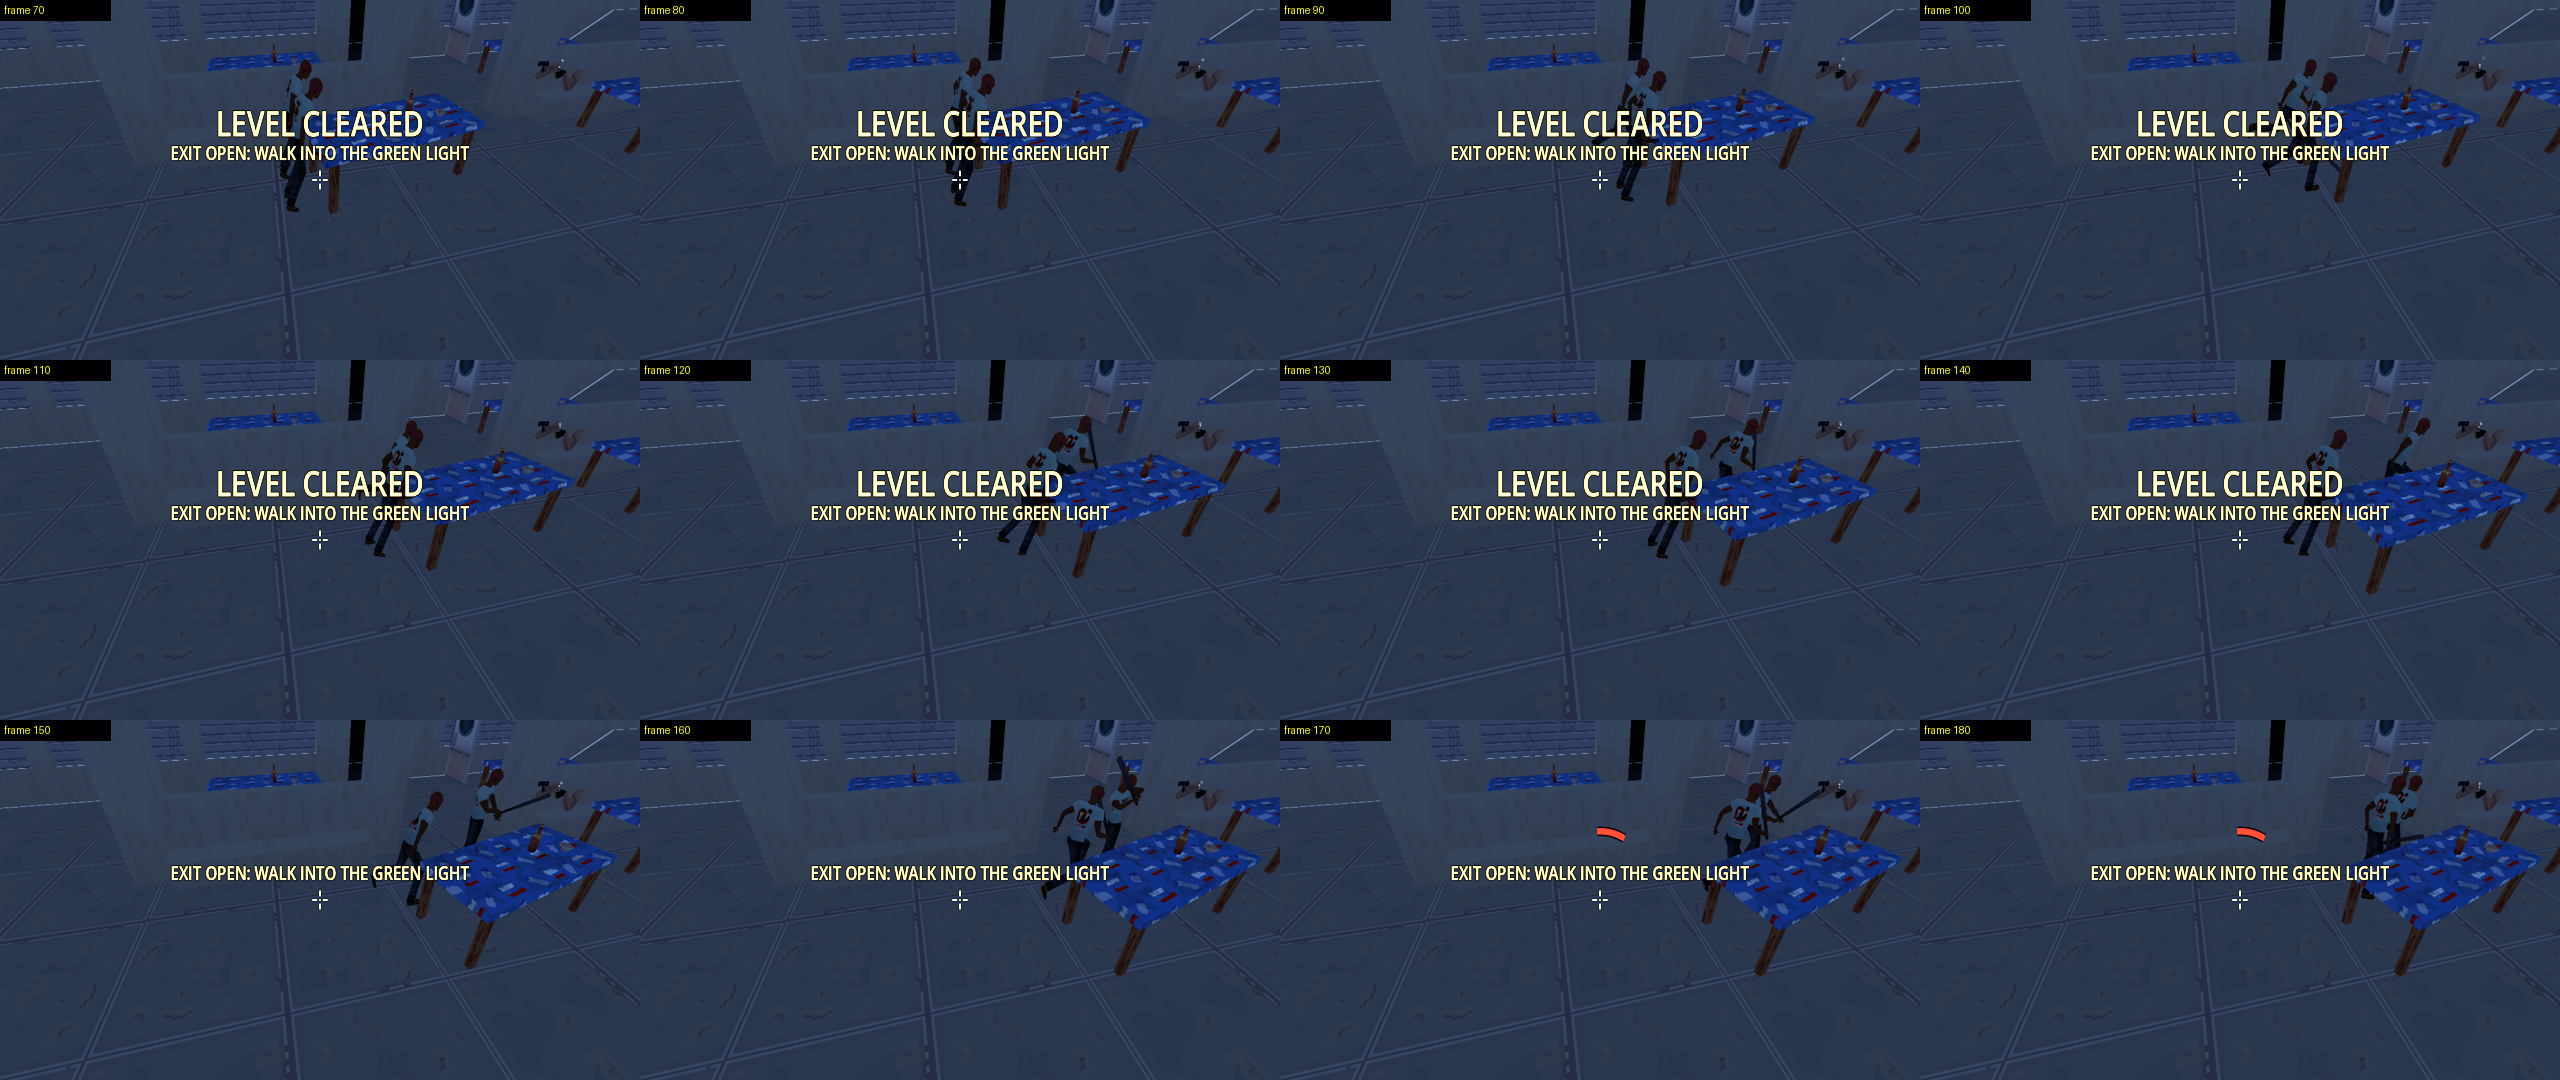 frame 70
frame 80
frame 90
frame 100
LEVEL CLEARED
LEVEL CLEARED
LEVEL CLEARED
LEVEL CLEARED
EXIT OPEN: WALK INTO THE GREEN LIGHT
EXIT OPEN: WALK INTO THE GREEN LIGHT
EXIT OPEN: WALK INTO THE GREEN LIGHT
EXIT OPEN: WALK INTO THE GREEN LIGHT
frame 110
frame 120
frame 130
frame 140
LEVEL CLEARED
LEVEL CLEARED
LEVEL CLEARED
LEVEL CLEARED
EXIT OPEN: WALK INTO THE GREEN LIGHT
EXIT OPEN: WALK INTO THE GREEN LIGHT
EXIT OPEN: WALK INTO THE GREEN LIGHT
EXIT OPEN: WALK INTO THE GREEN LIGHT
frame 150
frame 160
frame 170
frame 180
EXIT OPEN: WALK INTO THE GREEN LIGHT
EXIT OPEN: WALK INTO THE GREEN LIGHT
EXIT OPEN: WALK INTO THE GREEN LIGHT
EXIT OPEN: WALK INTO THE GREEN LIGHT